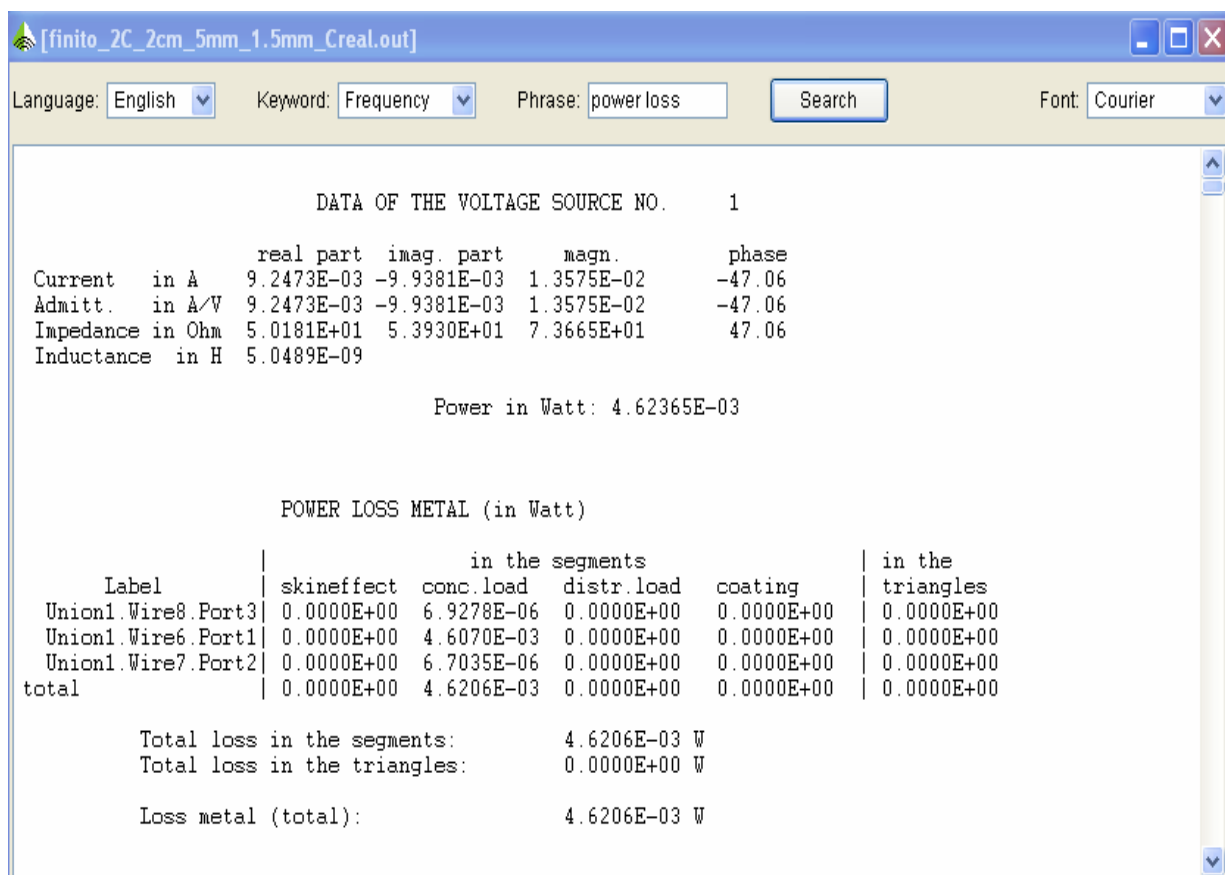 [finito_2C_2cm_5mm_1.5mm_Creal.out]
Language: English Keyword: Frequency Phrase: power loss Search Font: Courier
DATA OF THE VOLTAGE SOURCE NO. 1
real part imag. part magn. phase
Current in A 9.2473E-03 -9.9381E-03 1.3575E-02 -47.06
Admitt. in A/V 9.2473E-03 -9.9381E-03 1.3575E-02 -47.06
Impedance in Ohm 5.0181E+01 5.3930E+01 7.3665E+01 47.06
Inductance in H 5.0489E-09
Power in Watt: 4.62365E-03
POWER LOSS METAL (in Watt)
| in the segments | in the
Label | skineffect conc.load distr.load coating | triangles
Union1.Wire8.Port3| 0.0000E+00 6.9278E-06 0.0000E+00 0.0000E+00 | 0.0000E+00
Union1.Wire6.Port1| 0.0000E+00 4.6070E-03 0.0000E+00 0.0000E+00 | 0.0000E+00
Union1.Wire7.Port2| 0.0000E+00 6.7035E-06 0.0000E+00 0.0000E+00 | 0.0000E+00
total | 0.0000E+00 4.6206E-03 0.0000E+00 0.0000E+00 | 0.0000E+00
Total loss in the segments: 4.6206E-03 W
Total loss in the triangles: 0.0000E+00 W
Loss metal (total): 4.6206E-03 W